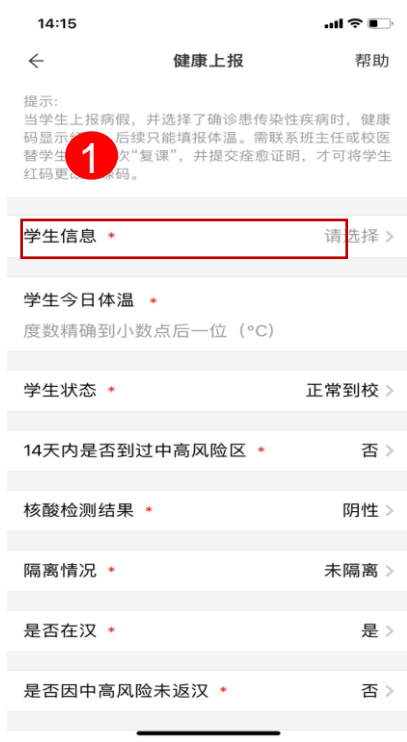 14:15
健康上报
帮助
提示:
当学生上报病假，并选择了确诊患传染性疾病时，健康
码显示 后续只能填报体温。需联系班主任或校医
替学生 次“复课”，并提交痊愈证明，才可将学生
红码更 码。
1
学生信息 * 请选择
学生今日体温 *
度数精确到小数点后一位（°C）
学生状态 * 正常到校
14天内是否到过中高风险区 * 否
核酸检测结果 * 阴性
隔离情况 * 未隔离
是否在汉 * 是
是否因中高风险未返汉 * 否